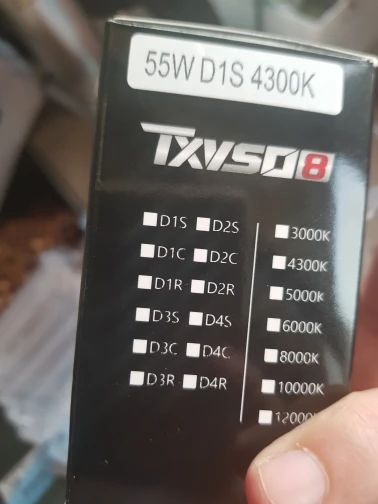 55W D1S 4300K
TXVSO8
D1S D2S
D1C D2C
D1R D2R
D3S D4S
D3C D4C
D3R D4R
3000K
4300K
5000K
6000K
8000K
10000K
12000K